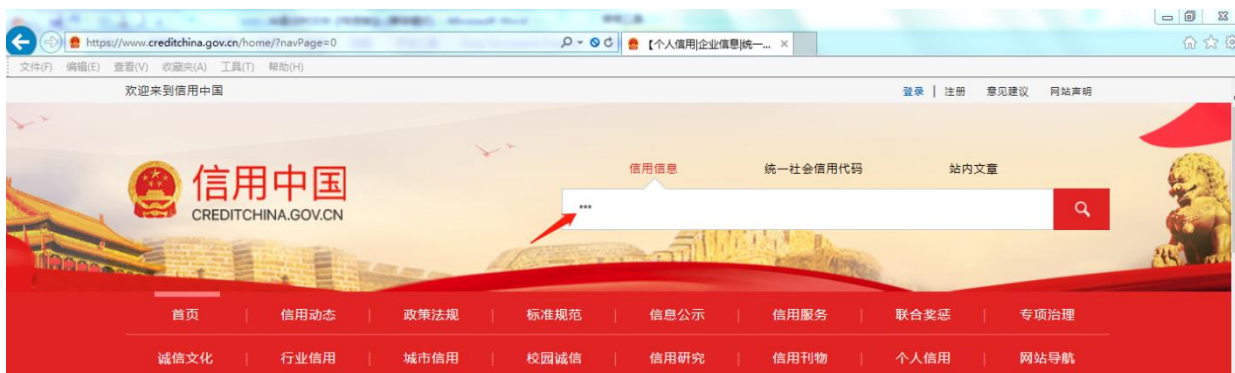 https://www.creditchina.gov.cn/home/?navPage=0
【个人信用|企业信息|统一... ×
文件(F) 编辑(E) 查看(V) 收藏夹(A) 工具(T) 帮助(H)
欢迎来到信用中国
登录 | 注册 意见建议 网站声明
信用信息 统一社会信用代码 站内文章
信用中国
CREDITCHINA.GOV.CN
***
首页 | 信用动态 | 政策法规 | 标准规范 | 信息公示 | 信用服务 | 联合奖惩 | 专项治理
诚信文化 | 行业信用 | 城市信用 | 校园诚信 | 信用研究 | 信用刊物 | 个人信用 | 网站导航